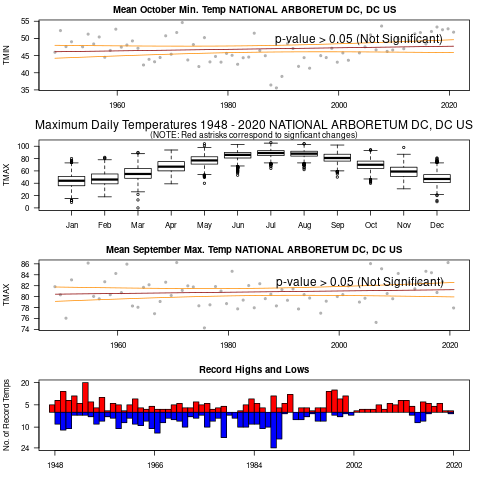 Mean October Min. Temp NATIONAL ARBORETUM DC, DC US
p-value > 0.05 (Not Significant)
TMIN
55
50
45
40
35
1960
1980
2000
2020
Maximum Daily Temperatures 1948 - 2020 NATIONAL ARBORETUM DC, DC US
(NOTE: Red astrisks correspond to signficant changes)
TMAX
100
80
60
40
20
0
Jan Feb Mar Apr May Jun Jul Aug Sep Oct Nov Dec
Mean September Max. Temp NATIONAL ARBORETUM DC, DC US
p-value > 0.05 (Not Significant)
TMAX
86
84
82
80
78
76
74
1960
1980
2000
2020
Record Highs and Lows
No. of Record Temps
20
5
10
24
1948
1966
1984
2002
2020